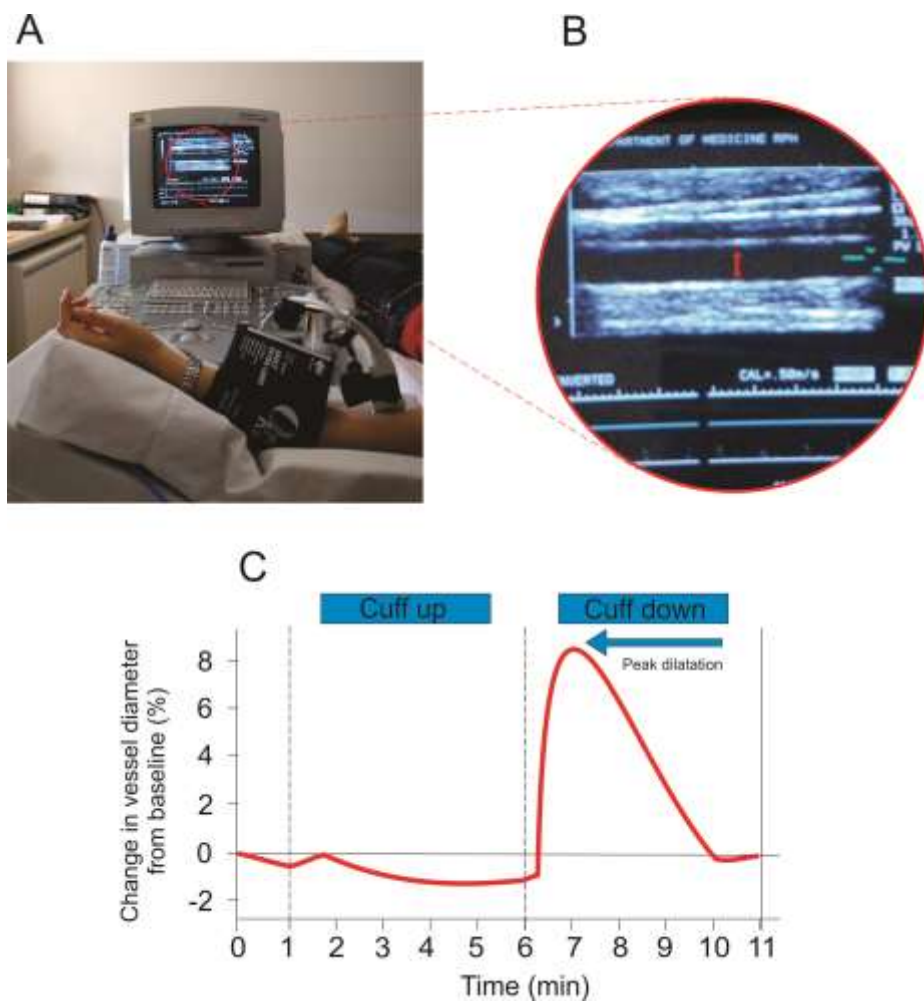 A
B
DEPARTMENT OF MEDICINE RPH
CAL=.50m/s
C
Cuff up
Cuff down
Peak dilatation
Change in vessel diameter
from baseline (%)
8
6
4
2
0
-2
0 1 2 3 4 5 6 7 8 9 10 11
Time (min)